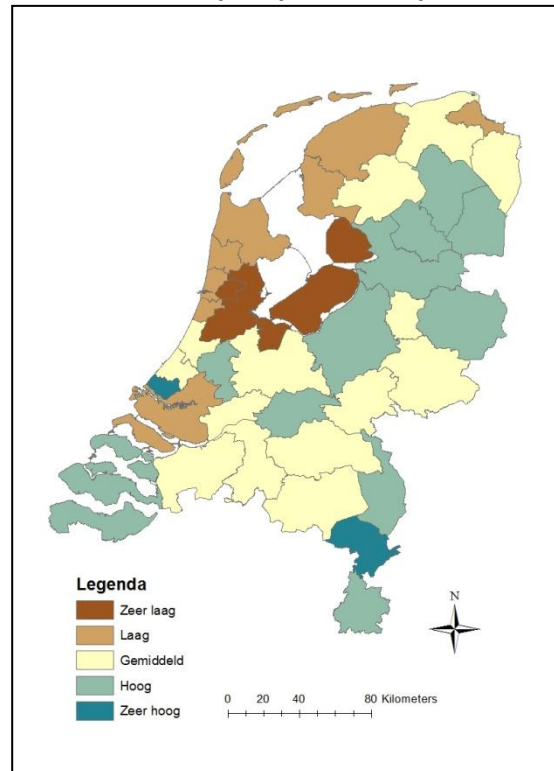 Legenda
Zeer laag
Laag
Gemiddeld
Hoog
Zeer hoog
N
0 20 40 80 Kilometers